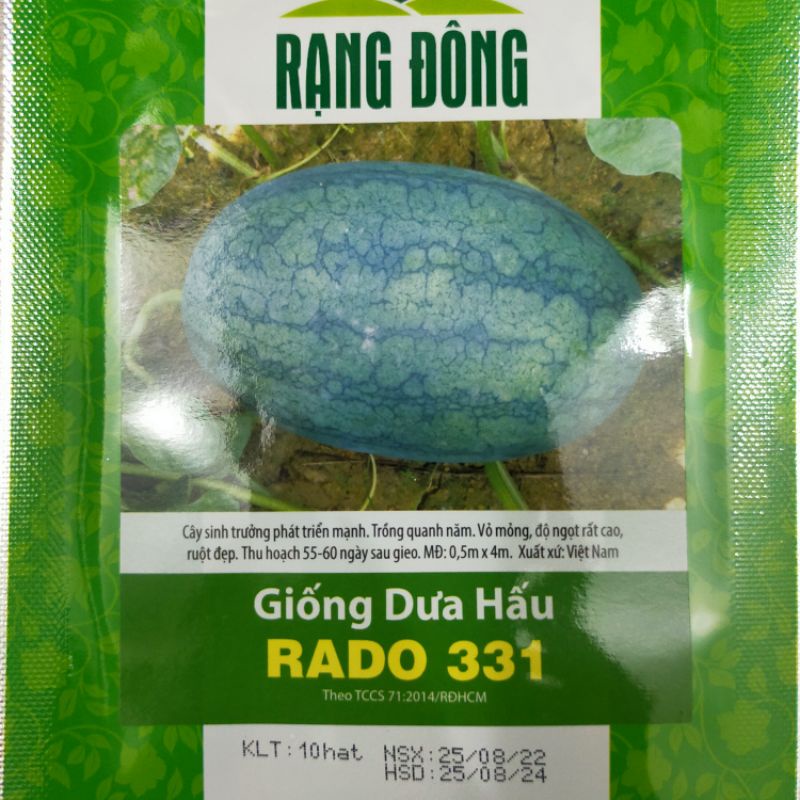 RẠNG ĐÔNG
Cây sinh trưởng phát triển mạnh. Trồng quanh năm. Vỏ mỏng, độ ngọt rất cao,
ruột đẹp. Thu hoạch 55-60 ngày sau gieo. MĐ: 0,5m x 4m. Xuất xứ: Việt Nam
Giống Dưa Hấu
RADO 331
Theo TCCS 71:2014/RĐHCM
KLT: 10hat NSX: 25/08/22
HSD: 25/08/24